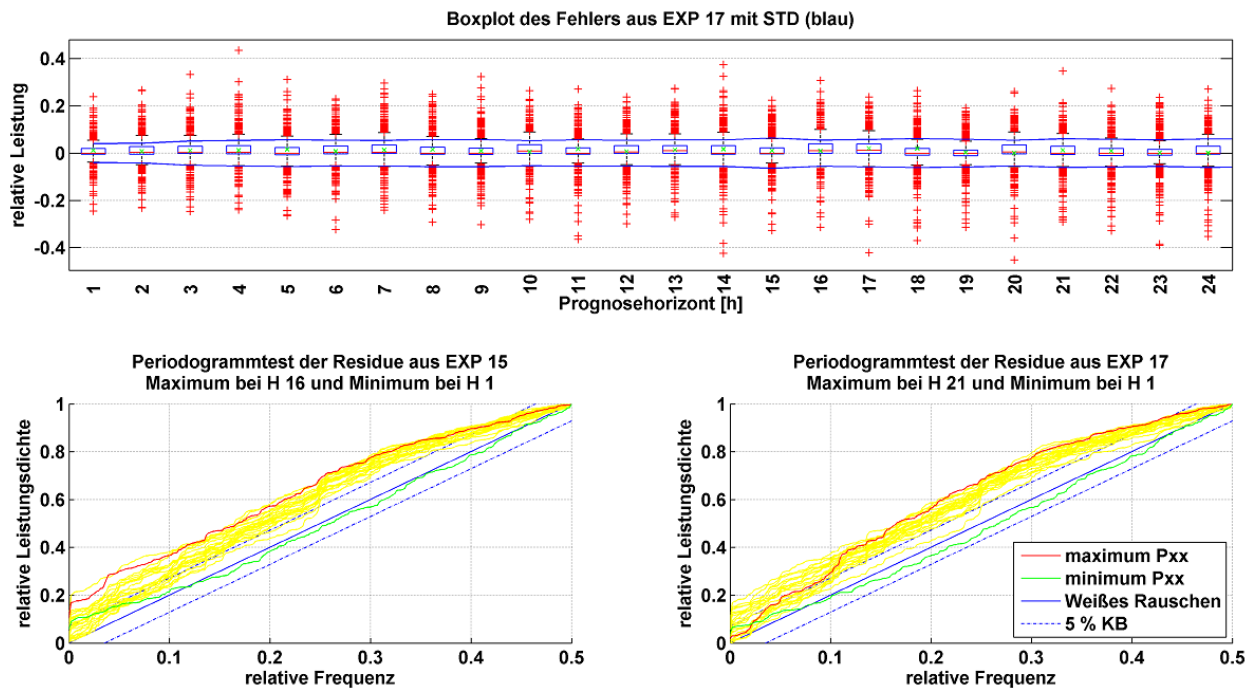 Boxplot des Fehlers aus EXP 17 mit STD (blau)
relative Leistung
0.4
0.2
0
-0.2
-0.4
1 2 3 4 5 6 7 8 9 10 11 12 13 14 15 16 17 18 19 20 21 22 23 24
Prognosehorizont [h]
Periodogrammtest der Residue aus EXP 15
Maximum bei H 16 und Minimum bei H 1
relative Leistungsdichte
1
0.8
0.6
0.4
0.2
0
0 0.1 0.2 0.3 0.4 0.5
relative Frequenz
Periodogrammtest der Residue aus EXP 17
Maximum bei H 21 und Minimum bei H 1
relative Leistungsdichte
1
0.8
0.6
0.4
0.2
0
0 0.1 0.2 0.3 0.4 0.5
relative Frequenz
maximum Pxx
minimum Pxx
Weißes Rauschen
5 % KB